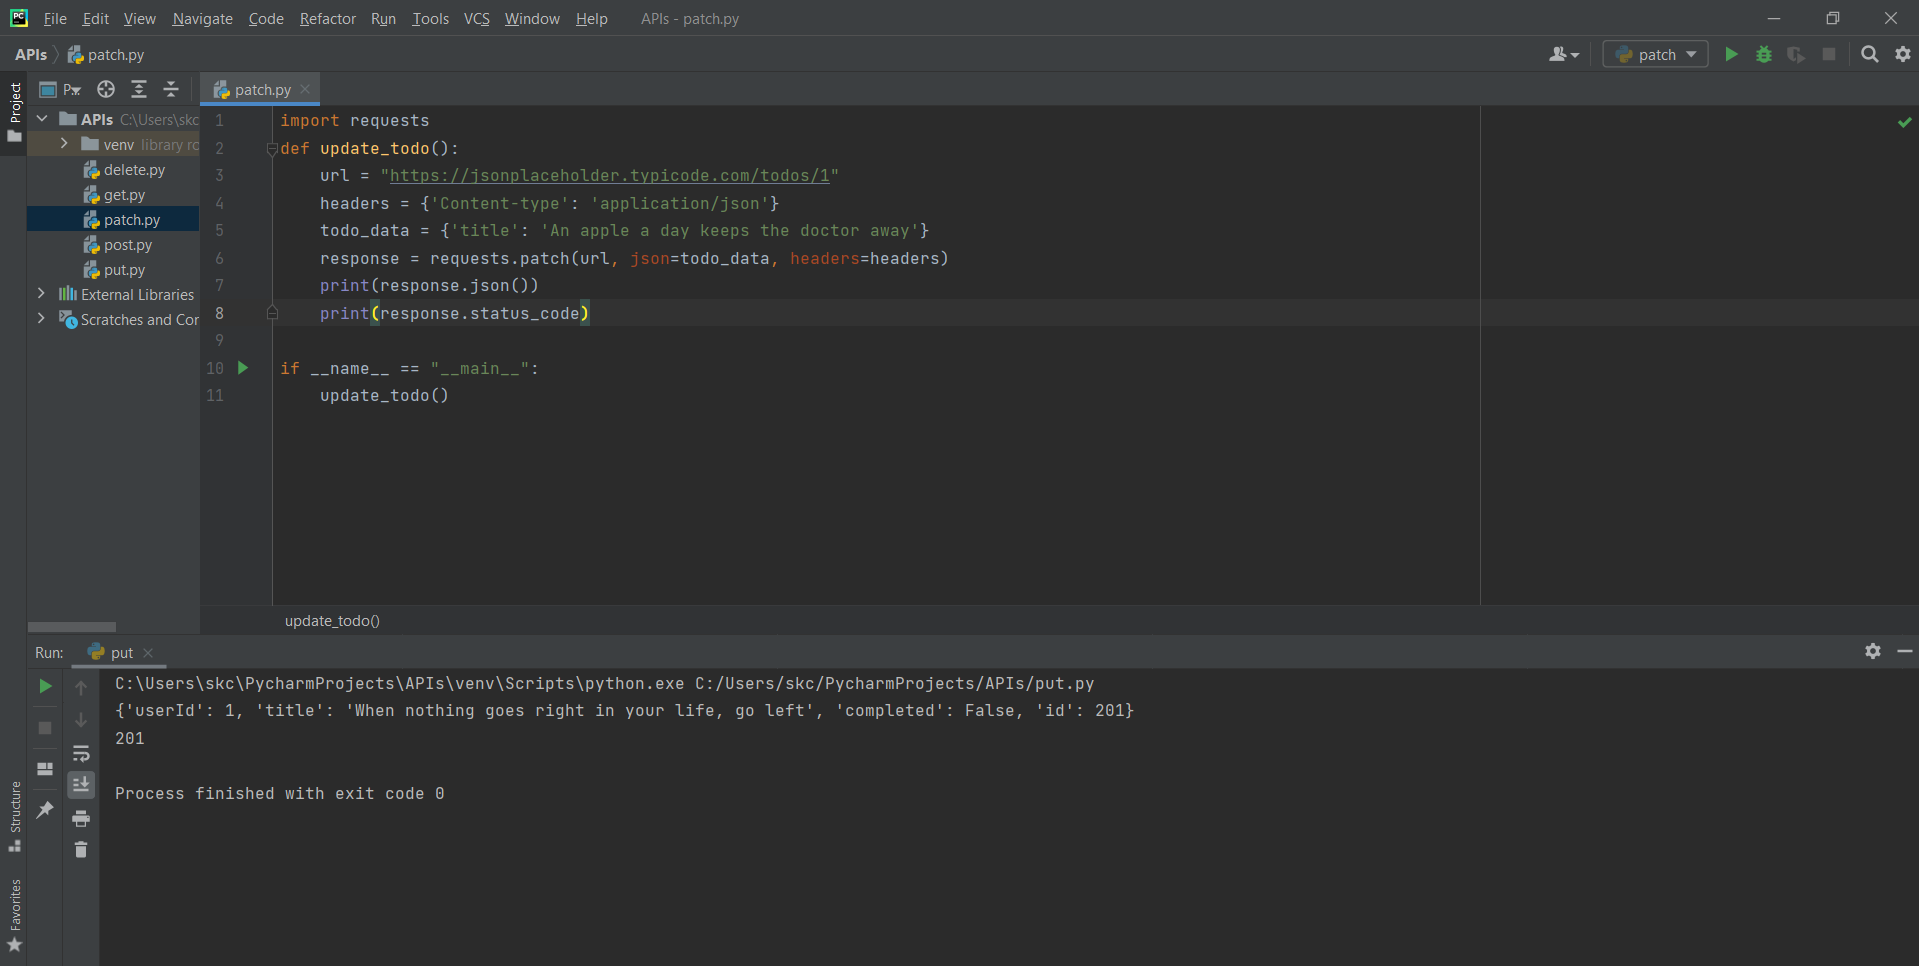 PC File Edit View Navigate Code Refactor Run Tools VCS Window Help APIs - patch.py
APIs patch.py patch
Project
P...
patch.py
APIs C:\Users\skc
venv library ro
delete.py
get.py
patch.py
post.py
put.py
External Libraries
Scratches and Con
1 import requests
2 def update_todo():
3 url = "https://jsonplaceholder.typicode.com/todos/1"
4 headers = {'Content-type': 'application/json'}
5 todo_data = {'title': 'An apple a day keeps the doctor away'}
6 response = requests.patch(url, json=todo_data, headers=headers)
7 print(response.json())
8 print(response.status_code)
9
10 if __name__ == "__main__":
11 update_todo()
update_todo()
Run: put
C:\Users\skc\PycharmProjects\APIs\venv\Scripts\python.exe C:/Users/skc/PycharmProjects/APIs/put.py
{'userId': 1, 'title': 'When nothing goes right in your life, go left', 'completed': False, 'id': 201}
201
Process finished with exit code 0
Structure
Favorites